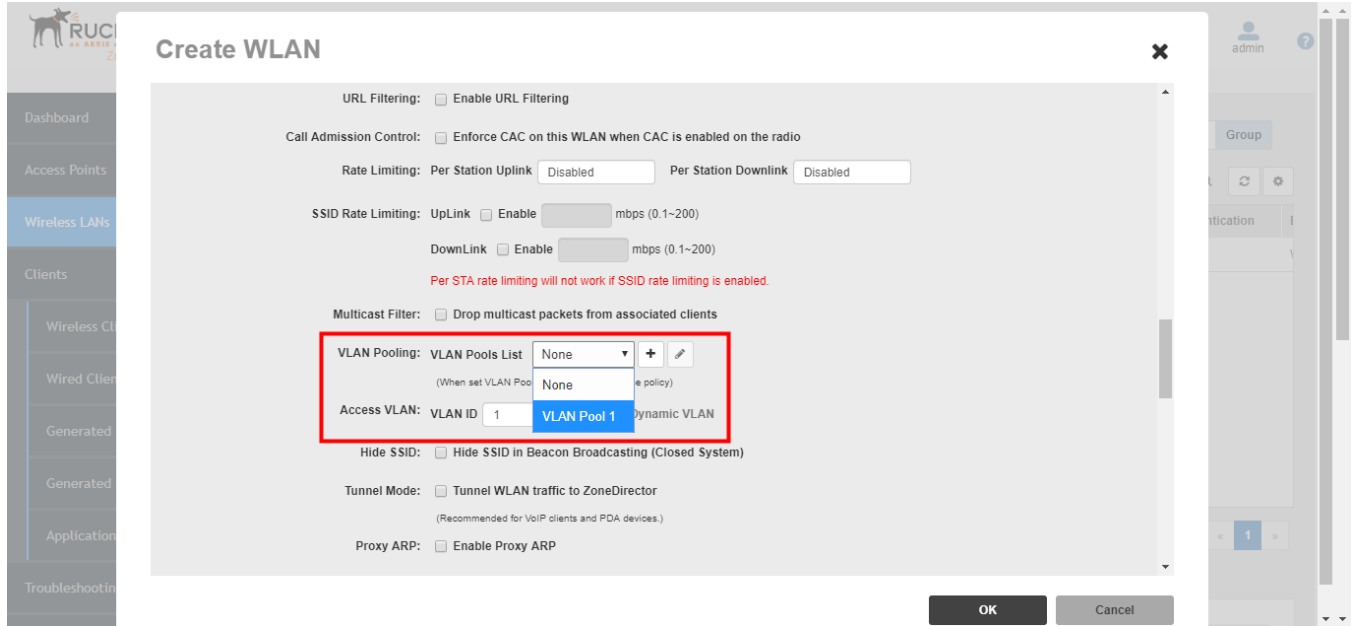 RUC
Create WLAN
admin
URL Filtering: Enable URL Filtering
Dashboard
Call Admission Control: Enforce CAC on this WLAN when CAC is enabled on the radio
Group
Access Points
Rate Limiting: Per Station Uplink Disabled Per Station Downlink Disabled
Wireless LANs
SSID Rate Limiting: UpLink Enable mbps (0.1~200)
ntication
DownLink Enable mbps (0.1~200)
Clients
Per STA rate limiting will not work if SSID rate limiting is enabled.
Wireless Cli
Multicast Filter: Drop multicast packets from associated clients
VLAN Pooling: VLAN Pools List None +
Wired Clien
(When set VLAN Poo e policy)
None
Access VLAN: VLAN ID 1 Dynamic VLAN
VLAN Pool 1
Generated
Hide SSID: Hide SSID in Beacon Broadcasting (Closed System)
Generated
Tunnel Mode: Tunnel WLAN traffic to ZoneDirector
(Recommended for VoIP clients and PDA devices.)
Application
Proxy ARP: Enable Proxy ARP
« 1 »
Troubleshootin
OK Cancel